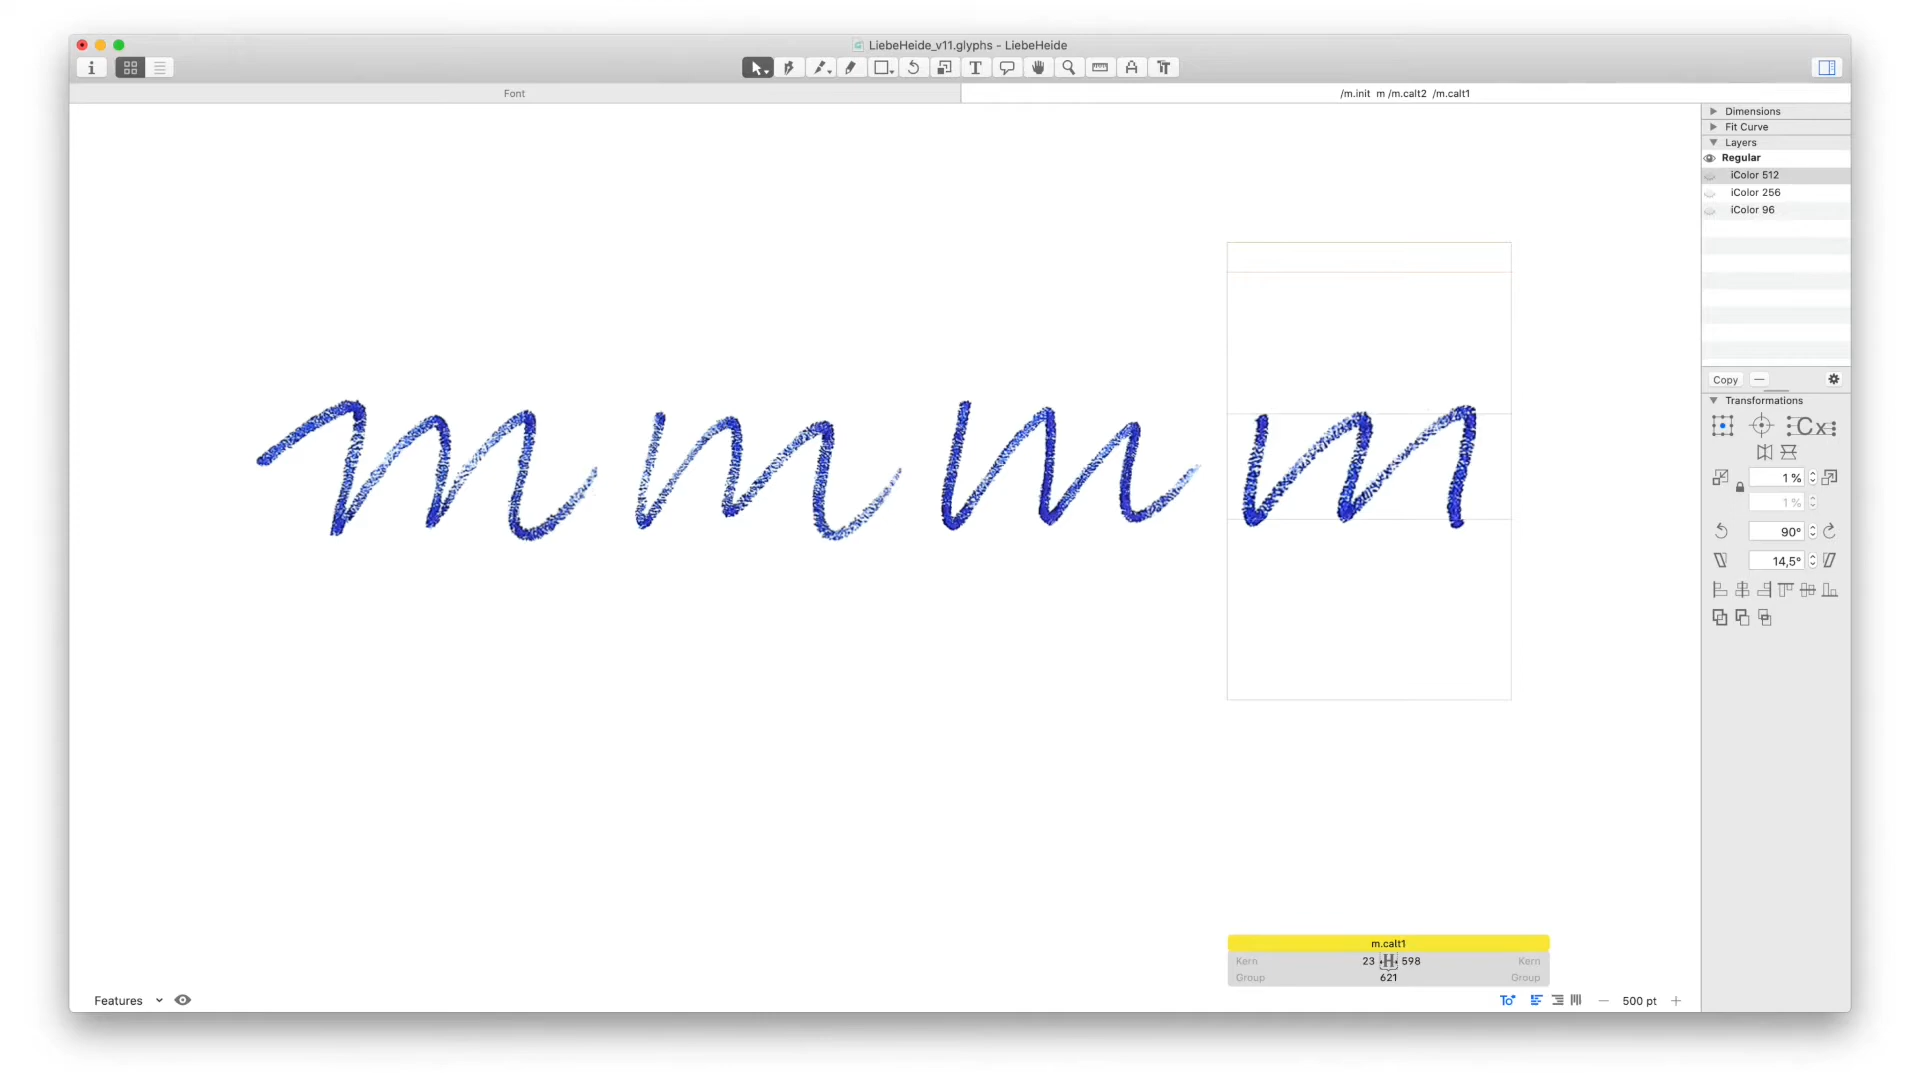 LiebeHeide_v11.glyphs - LiebeHeide
Font
/m.init m /m.calt2 /m.calt1
Dimensions
Fit Curve
Layers
Regular
iColor 512
iColor 256
iColor 96
m m m m
Copy
Transformations
Cx
1 %
1 %
90°
14,5°
m.calt1
Kern 23 H 598 Kern
Group 621 Group
Features
500 pt